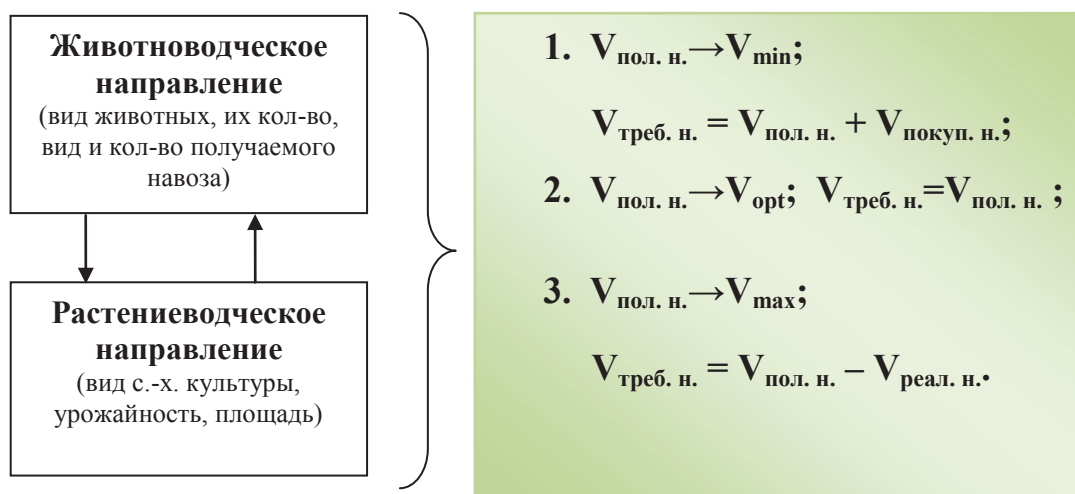 Животноводческое
направление
(вид животных, их кол-во,
вид и кол-во получаемого
навоза)
Растениеводческое
направление
(вид с.-х. культуры,
урожайность, площадь)
1. Vпол. н.→Vmin;
Vтреб. н. = Vпол. н. + Vпокуп. н.;
2. Vпол. н.→Vopt; Vтреб. н.=Vпол. н. ;
3. Vпол. н.→Vmax;
Vтреб. н. = Vпол. н. – Vреал. н..